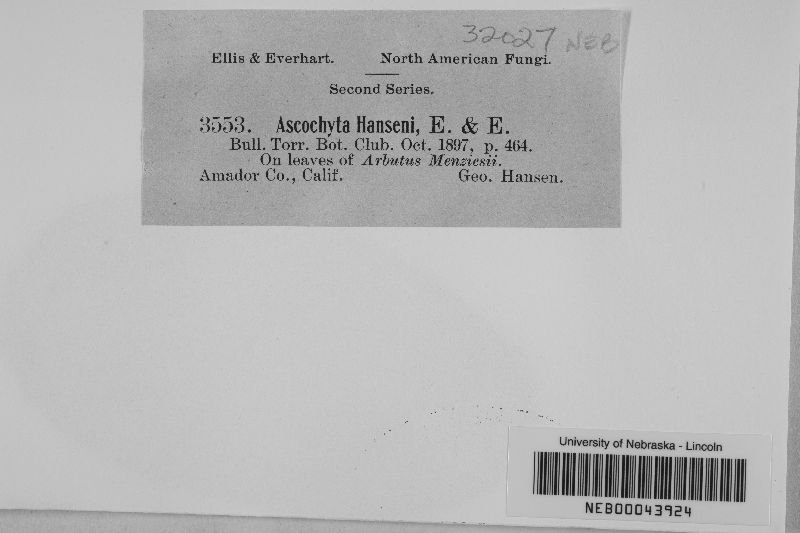 32027 NEB
Ellis & Everhart. North American Fungi.
Second Series.
3553. Ascochyta Hanseni, E. & E.
Bull. Torr. Bot. Club. Oct. 1897, p. 464.
On leaves of Arbutus Menziesii.
Amador Co., Calif. Geo. Hansen.
University of Nebraska - Lincoln
NEB00043924